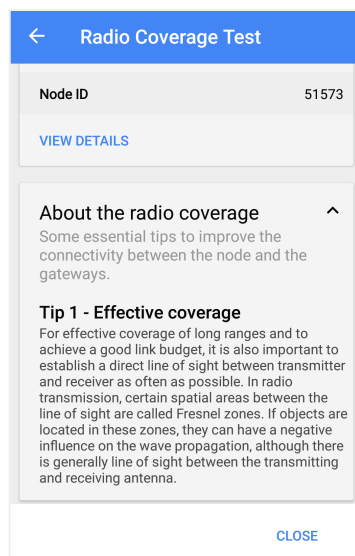 Radio Coverage Test
Node ID 51573
VIEW DETAILS
About the radio coverage
Some essential tips to improve the
connectivity between the node and the
gateways.
Tip 1 - Effective coverage
For effective coverage of long ranges and to
achieve a good link budget, it is also important to
establish a direct line of sight between transmitter
and receiver as often as possible. In radio
transmission, certain spatial areas between the
line of sight are called Fresnel zones. If objects are
located in these zones, they can have a negative
influence on the wave propagation, although there
is generally line of sight between the transmitting
and receiving antenna.
CLOSE